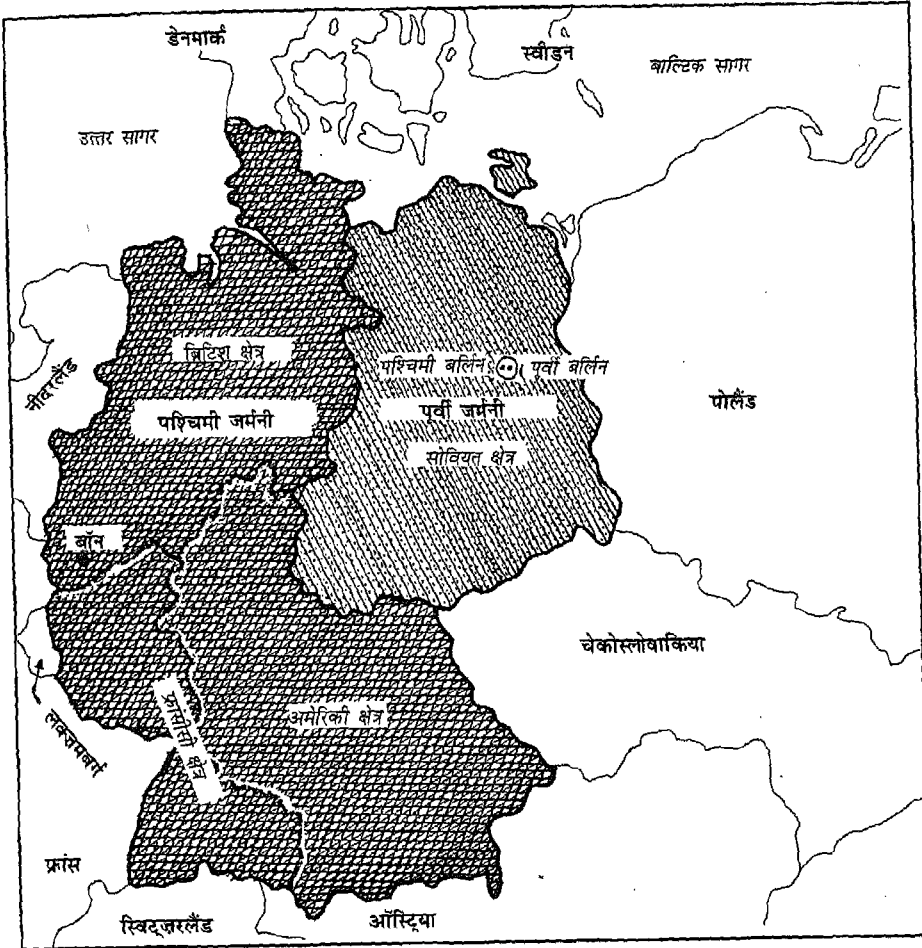 डेनमार्क
स्वीडन
बाल्टिक सागर
उत्तर सागर
ब्रिटिश क्षेत्र
पश्चिमी बर्लिन पूर्वी बर्लिन
नीदरलैंड
पश्चिमी जर्मनी
पूर्वी जर्मनी
पोलैंड
सोवियत क्षेत्र
बॉन
चेकोस्लोवाकिया
लक्समबर्ग
फ्रांसीसी क्षेत्र
अमेरिकी क्षेत्र
फ्रांस
स्विट्ज़रलैंड
ऑस्ट्रिया